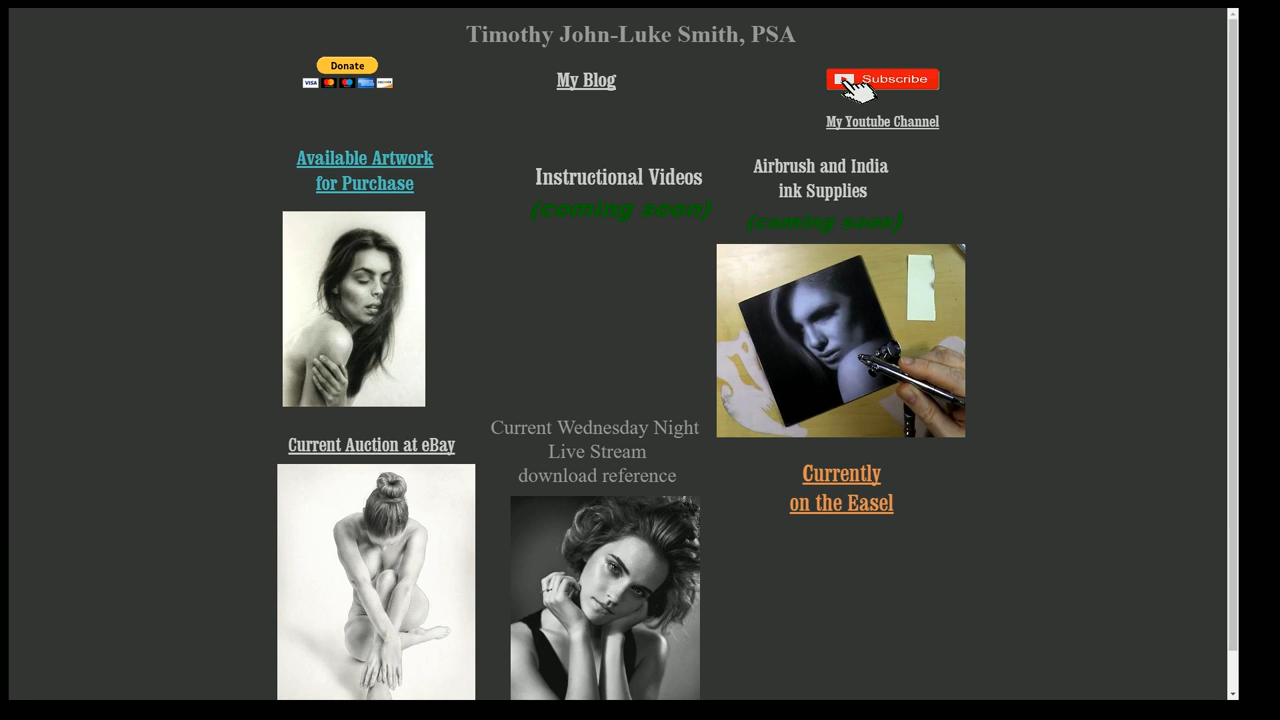 Timothy John-Luke Smith, PSA
Donate
VISA
My Blog
Subscribe
My Youtube Channel
Available Artwork
for Purchase
Instructional Videos
(coming soon)
Airbrush and India
ink Supplies
(coming soon)
Current Auction at eBay
Current Wednesday Night
Live Stream
download reference
Currently
on the Easel